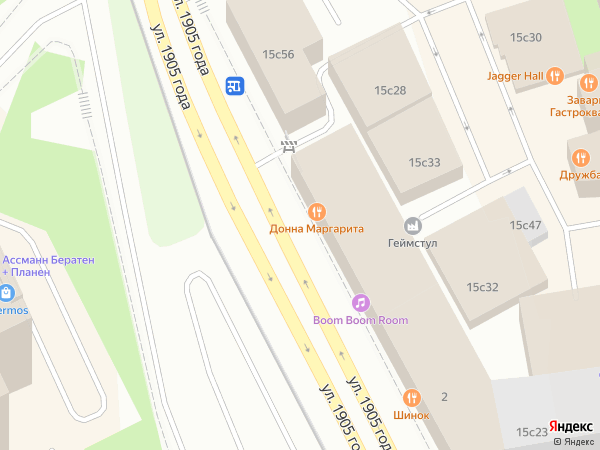 ул. 1905 года
ул. 1905 года
15с56
15с30
Jagger Hall
15с28
Завар
Гастроква
15с33
Дружба
Донна Маргарита
15с47
Геймстул
Ассманн Бератен
+ Планен
15с32
ermos
Boom Boom Room
ул. 1905 года
ул. 1905 года
2
Шинок
15с23
Яндекс
© Яндекс